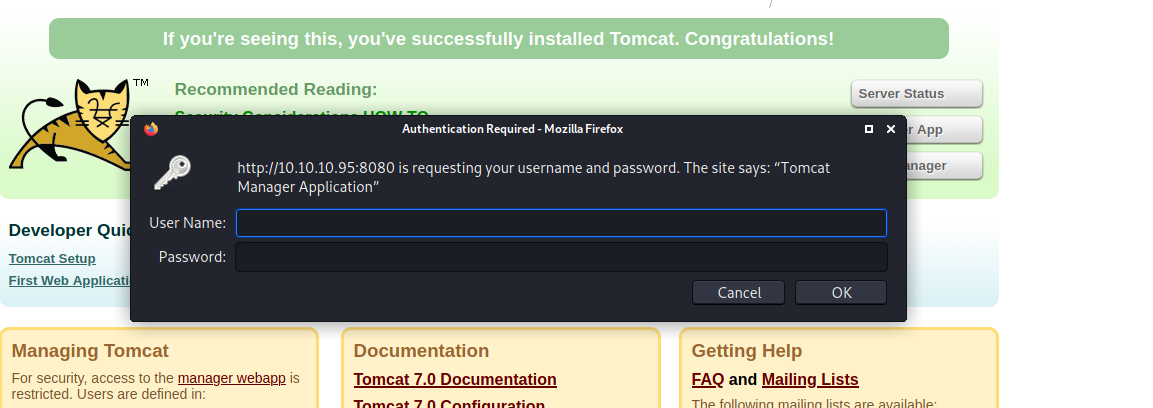 If you're seeing this, you've successfully installed Tomcat. Congratulations!
TM
Recommended Reading:
Security Considerations HOW-TO
Server Status
er App
anager
Authentication Required - Mozilla Firefox
http://10.10.10.95:8080 is requesting your username and password. The site says: “Tomcat
Manager Application”
User Name:
Password:
Cancel
OK
Developer Quic
Tomcat Setup
First Web Applicati
Managing Tomcat
For security, access to the manager webapp is
restricted. Users are defined in:
Documentation
Tomcat 7.0 Documentation
Tomcat 7.0 Configuration
Getting Help
FAQ and Mailing Lists
The following mailing lists are available: